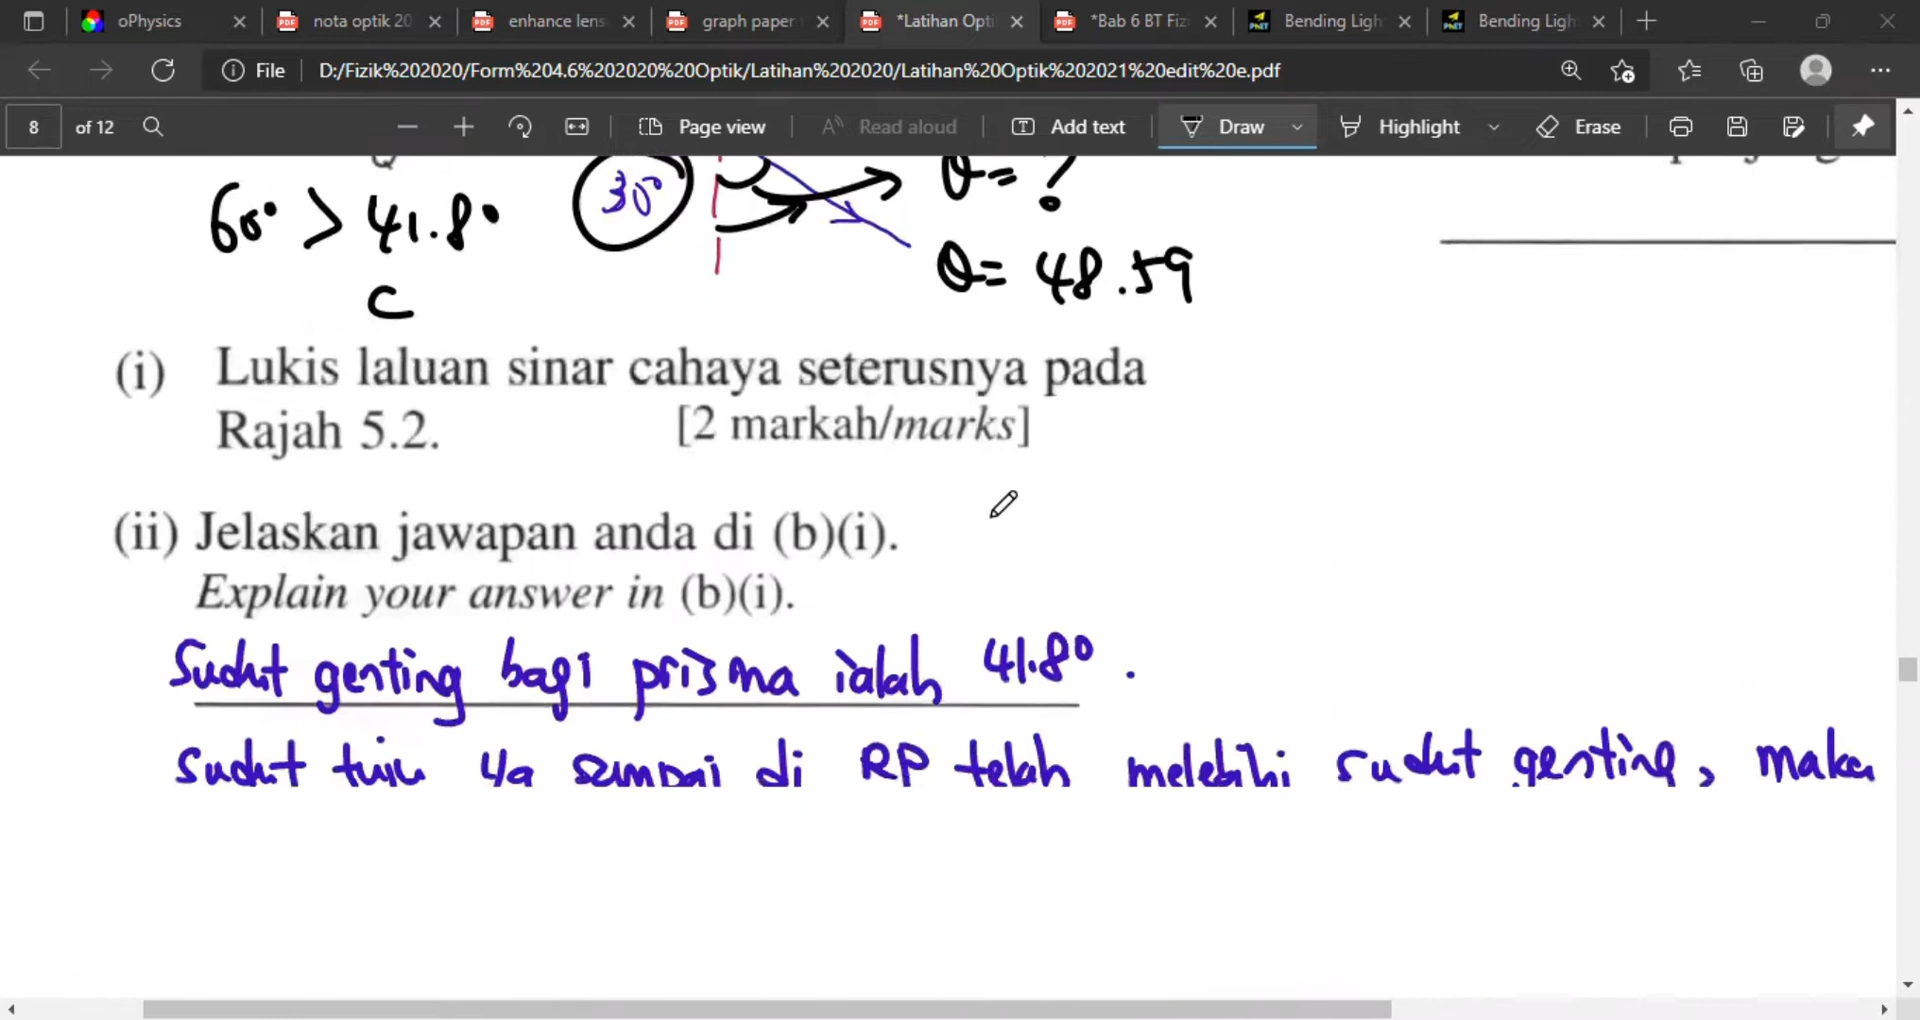 oPhysics
nota optik 20
enhance lens
graph paper
*Latihan Opti
*Bab 6 BT Fizi
Bending Ligh
Bending Ligh
File
D:/Fizik%202020/Form%204.6%202020%20Optik/Latihan%202020/Latihan%20Optik%202021%20edit%20e.pdf
8 of 12
Page view
Read aloud
Add text
Draw
Highlight
Erase
Q
60° > 41.8°
c
30°
θ = ?
θ = 48.59
(i) Lukis laluan sinar cahaya seterusnya pada
Rajah 5.2. [2 markah/marks]
(ii) Jelaskan jawapan anda di (b)(i).
Explain your answer in (b)(i).
Sudut genting bagi prisma ialah 41.8°.
sudut tuju yg sampai di RP telah melebihi sudut genting, maka